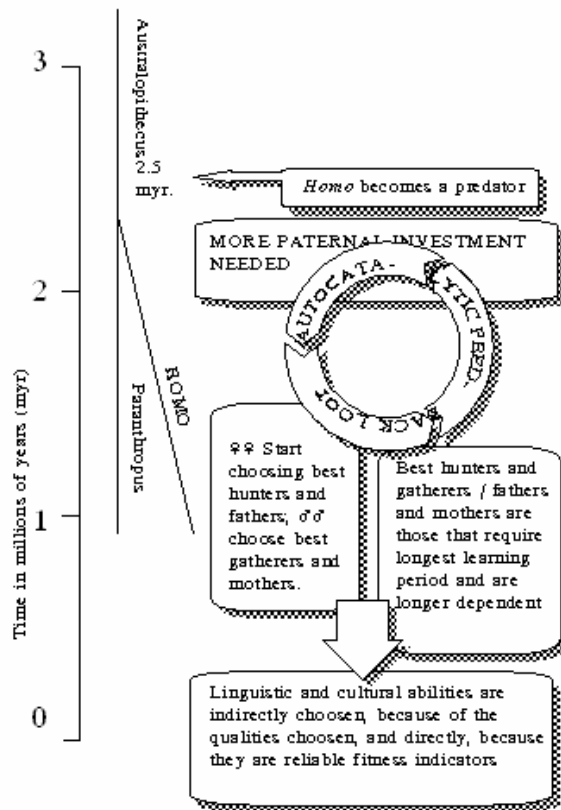 3
2
1
0
Time in millions of years (myr)
Australopithecus
2.5
myr.
Paranthropus
HOMO
Homo becomes a predator
MORE PATERNAL INVESTMENT
NEEDED
AUTOCATA-
YTIC FEED.
ACK LOOP
♀♀ Start
choosing best
hunters and
fathers; ♂♂
choose best
gatherers and
mothers.
Best hunters and
gatherers / fathers
and mothers are
those that require
longest learning
period and are
longer dependent
Linguistic and cultural abilities are
indirectly choosen, because of the
qualities choosen, and directly, because
they are reliable fitness indicators